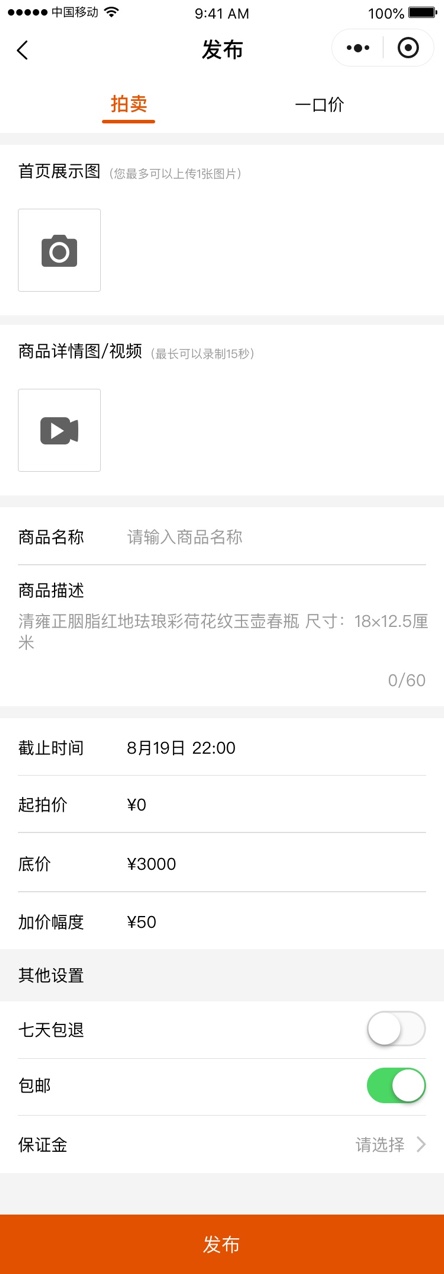 中国移动 9:41 AM 100%
发布
拍卖 一口价
首页展示图 (您最多可以上传1张图片)
商品详情图/视频 (最长可以录制15秒)
商品名称 请输入商品名称
商品描述
清雍正胭脂红地珐琅彩荷花纹玉壶春瓶 尺寸：18×12.5厘
米
0/60
截止时间 8月19日 22:00
起拍价 ¥0
底价 ¥3000
加价幅度 ¥50
其他设置
七天包退
包邮
保证金 请选择
发布